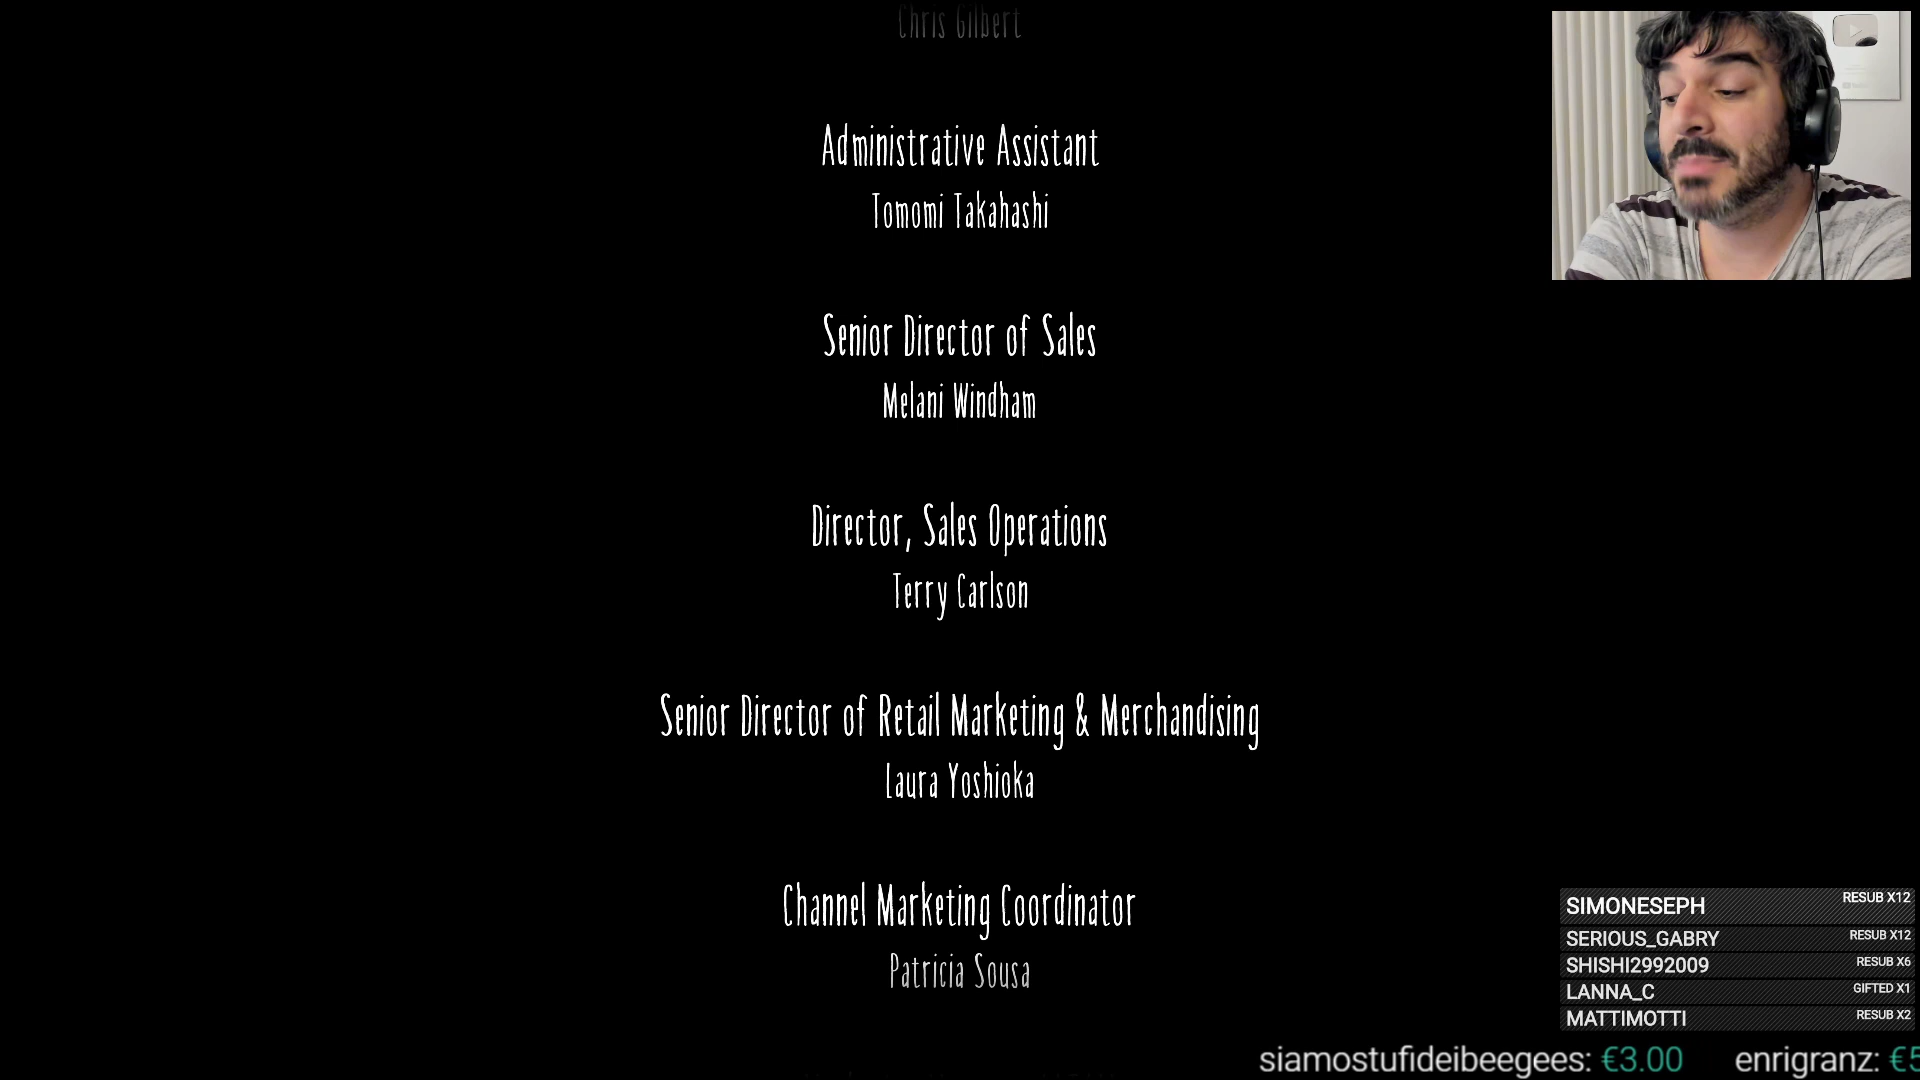 Chris Gilbert
Administrative Assistant
Tomomi Takahashi
Senior Director of Sales
Melani Windham
Director, Sales Operations
Terry Carlson
Senior Director of Retail Marketing & Merchandising
Laura Yoshioka
Channel Marketing Coordinator
Patricia Sousa
SIMONESEPH RESUB X12
SERIOUS_GABRY RESUB X12
SHISHI2992009 RESUB X6
LANNA_C GIFTED X1
MATTIMOTTI RESUB X2
siamostufideibeegees: €3.00 enrigranz: €5